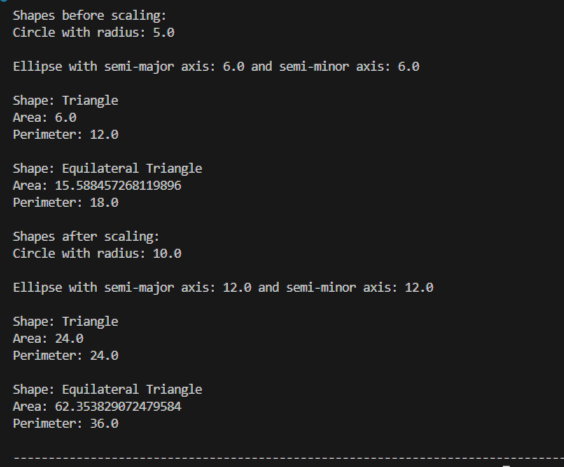 Shapes before scaling:
Circle with radius: 5.0
Ellipse with semi-major axis: 6.0 and semi-minor axis: 6.0
Shape: Triangle
Area: 6.0
Perimeter: 12.0
Shape: Equilateral Triangle
Area: 15.588457268119896
Perimeter: 18.0
Shapes after scaling:
Circle with radius: 10.0
Ellipse with semi-major axis: 12.0 and semi-minor axis: 12.0
Shape: Triangle
Area: 24.0
Perimeter: 24.0
Shape: Equilateral Triangle
Area: 62.353829072479584
Perimeter: 36.0
--------------------------------------------------------------------------------